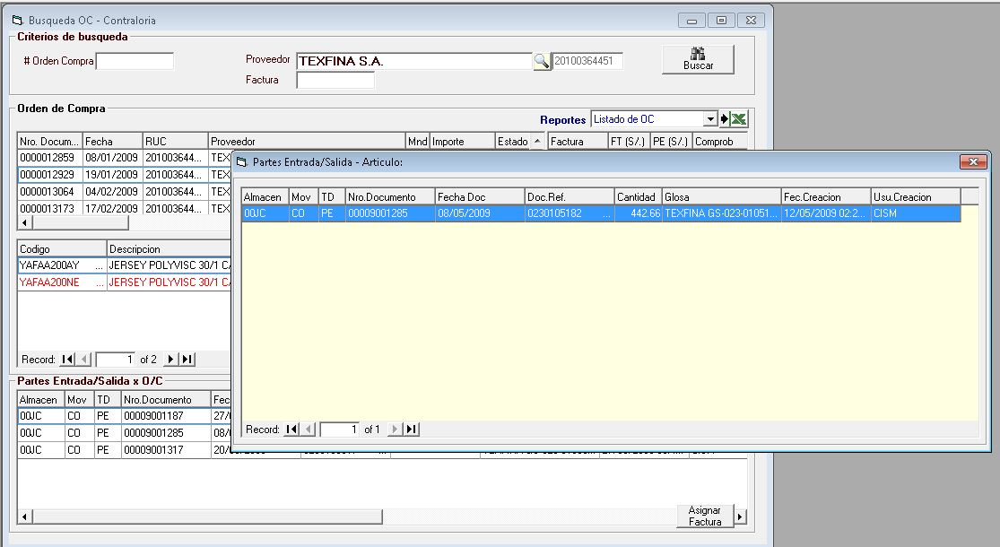 Busqueda OC - Contraloria
Criterios de busqueda
# Orden Compra
Proveedor TEXFINA S.A. 20100364451
Factura
Buscar
Orden de Compra
Reportes Listado de OC
Nro. Docum... Fecha RUC Proveedor Mnd Importe Estado Factura FT (S/.) PE (S/.) Comprob
0000012859 08/01/2009 201003644... TEX
0000012929 19/01/2009 201003644... TEX
0000013064 04/02/2009 201003644... TEX
0000013173 17/02/2009 201003644... TEX
Codigo Descripcion
YAFAA200AY ... JERSEY POLYVISC 30/1 C/
YAFAA200NE ... JERSEY POLYVISC 30/1 C/
Record: 1 of 2
Partes Entrada/Salida x O/C
Almacen Mov TD Nro.Documento Fec
00JC CO PE 00009001187 27/
00JC CO PE 00009001285 08/
00JC CO PE 00009001317 20/
Asignar
Factura
Partes Entrada/Salida - Articulo:
Almacen Mov TD Nro.Documento Fecha Doc Doc.Ref. Cantidad Glosa Fec.Creacion Usu.Creacion
00JC CO PE 00009001285 08/05/2009 0230105182 ... 442.66 TEXFINA GS-023-01051... 12/05/2009 02:2... CISM
Record: 1 of 1